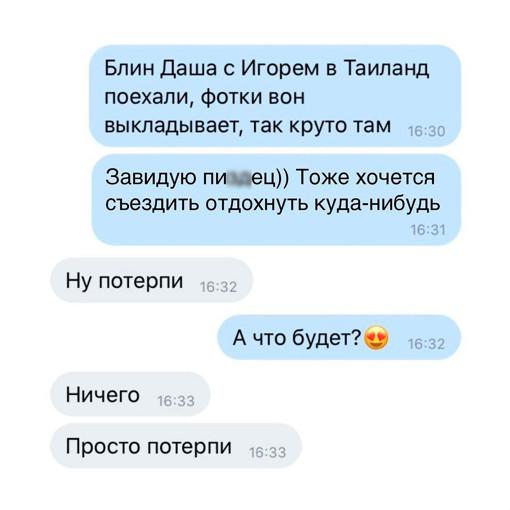 Блин Даша с Игорем в Таиланд
поехали, фотки вон
выкладывает, так круто там 16:30
Завидую пи ец)) Тоже хочется
съездить отдохнуть куда-нибудь
16:31
Ну потерпи 16:32
А что будет?😍 16:32
Ничего 16:33
Просто потерпи 16:33